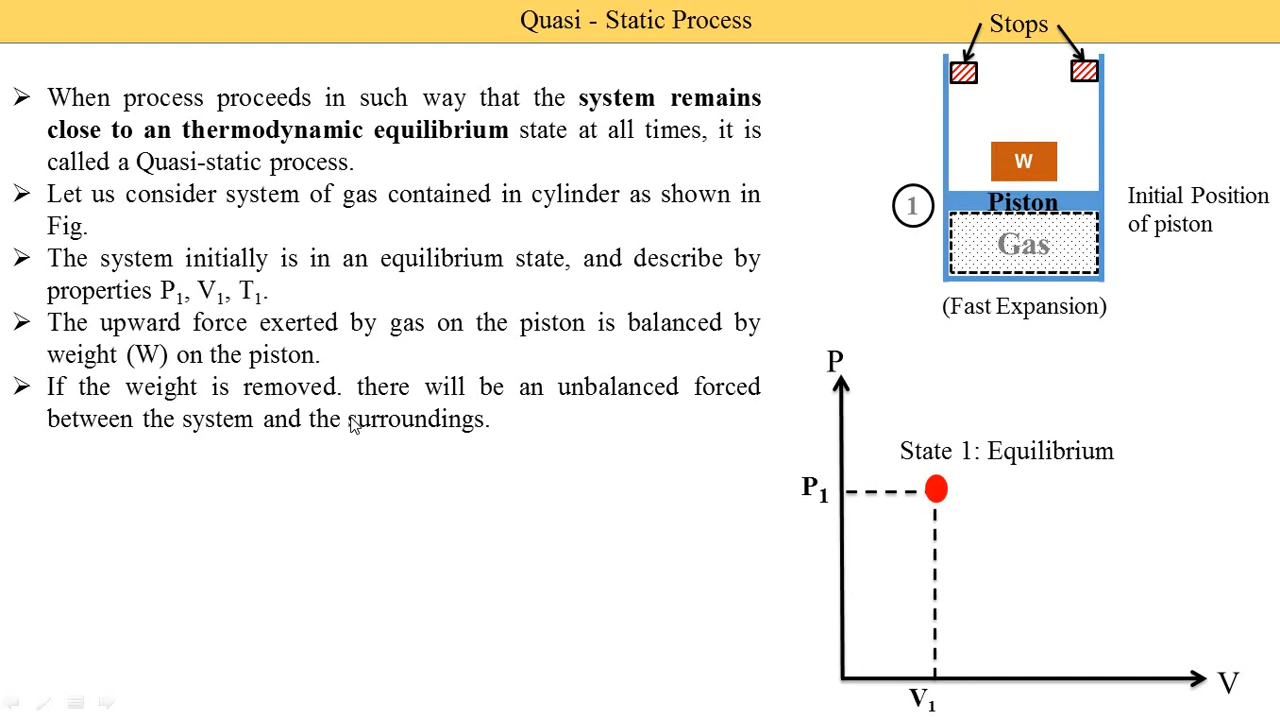 Quasi - Static Process
➢ When process proceeds in such way that the system remains
close to an thermodynamic equilibrium state at all times, it is
called a Quasi-static process.
➢ Let us consider system of gas contained in cylinder as shown in
Fig.
➢ The system initially is in an equilibrium state, and describe by
properties P₁, V₁, T₁.
➢ The upward force exerted by gas on the piston is balanced by
weight (W) on the piston.
➢ If the weight is removed. there will be an unbalanced forced
between the system and the surroundings.
Stops
W
1
Piston
Initial Position
of piston
Gas
(Fast Expansion)
P
State 1: Equilibrium
P₁
V₁
V